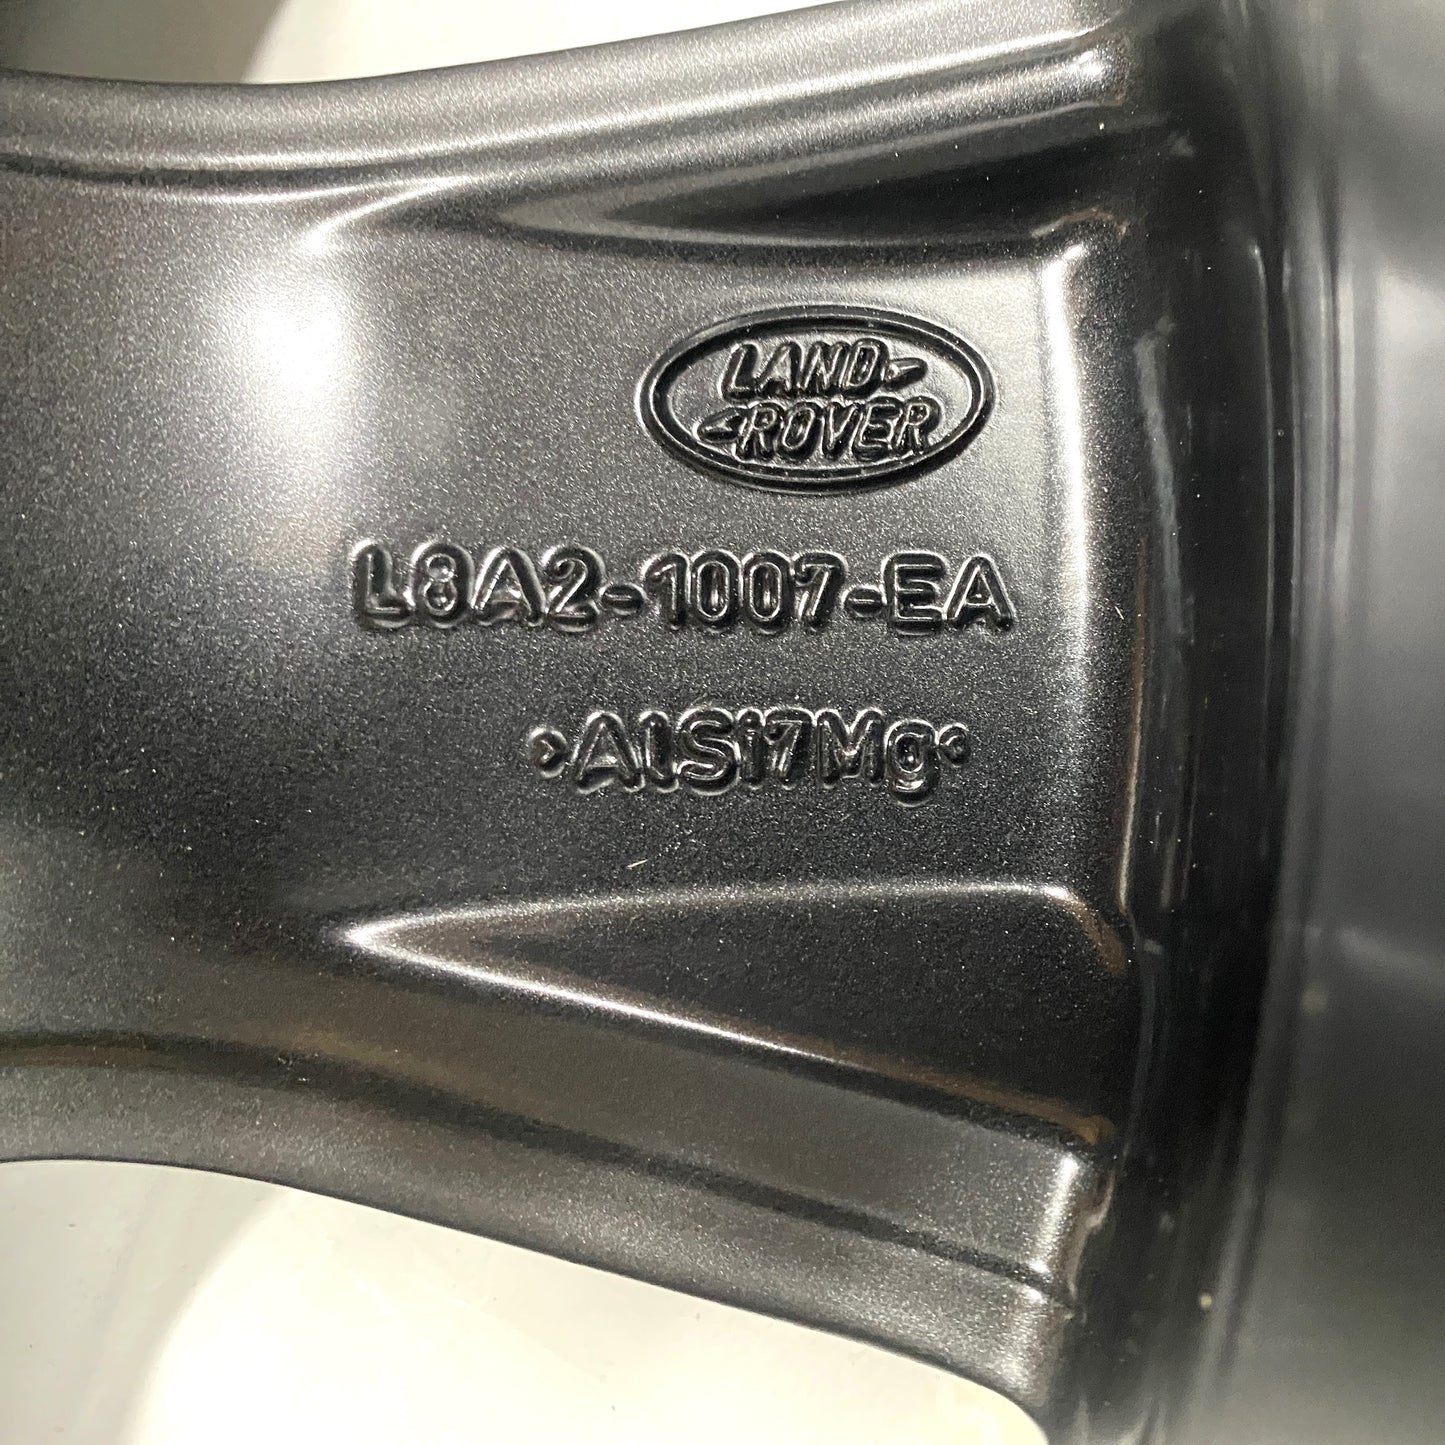 LAND
ROVER
L8A2-1007-EA
>AlSi7Mg<